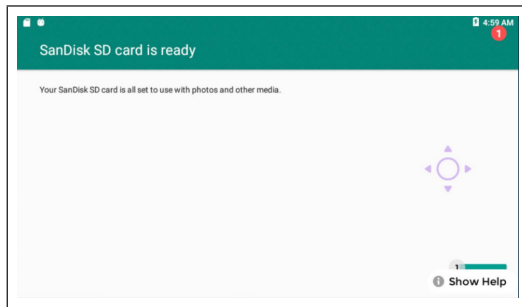 4:59 AM
1
SanDisk SD card is ready
Your SanDisk SD card is all set to use with photos and other media.
1
Show Help